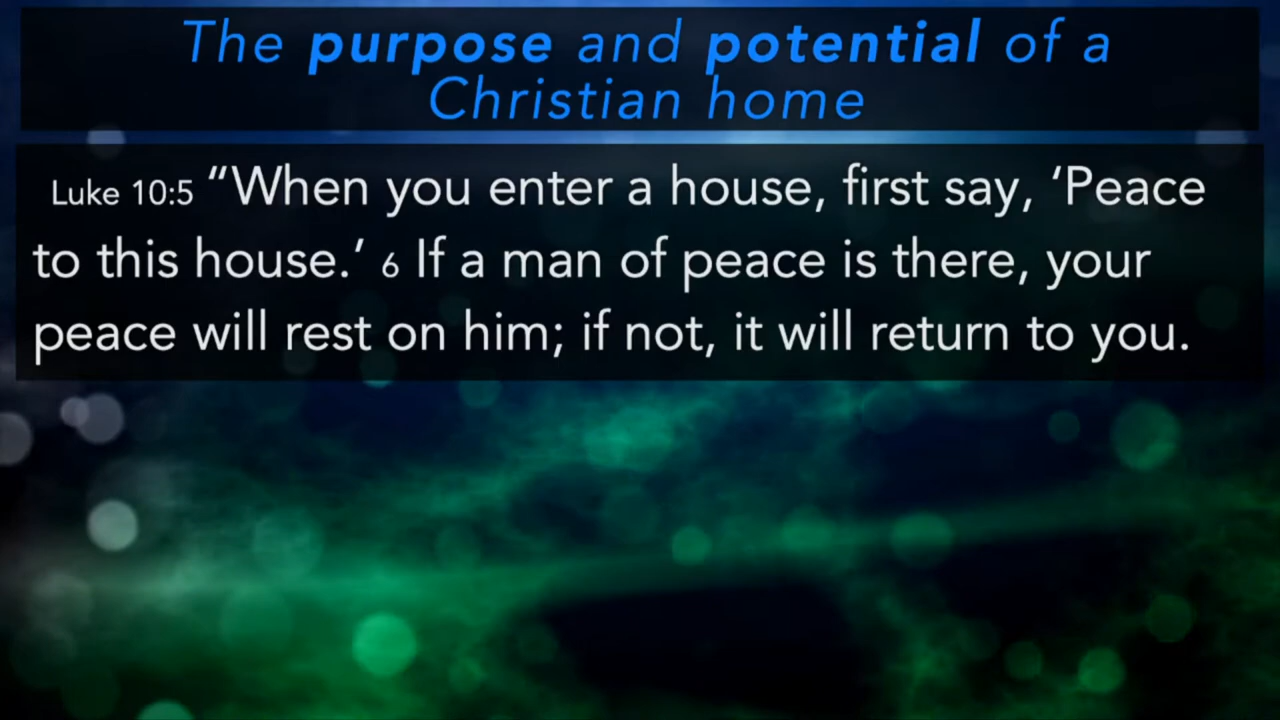 The purpose and potential of a
Christian home
Luke 10:5 “When you enter a house, first say, ‘Peace
to this house.’ 6 If a man of peace is there, your
peace will rest on him; if not, it will return to you.